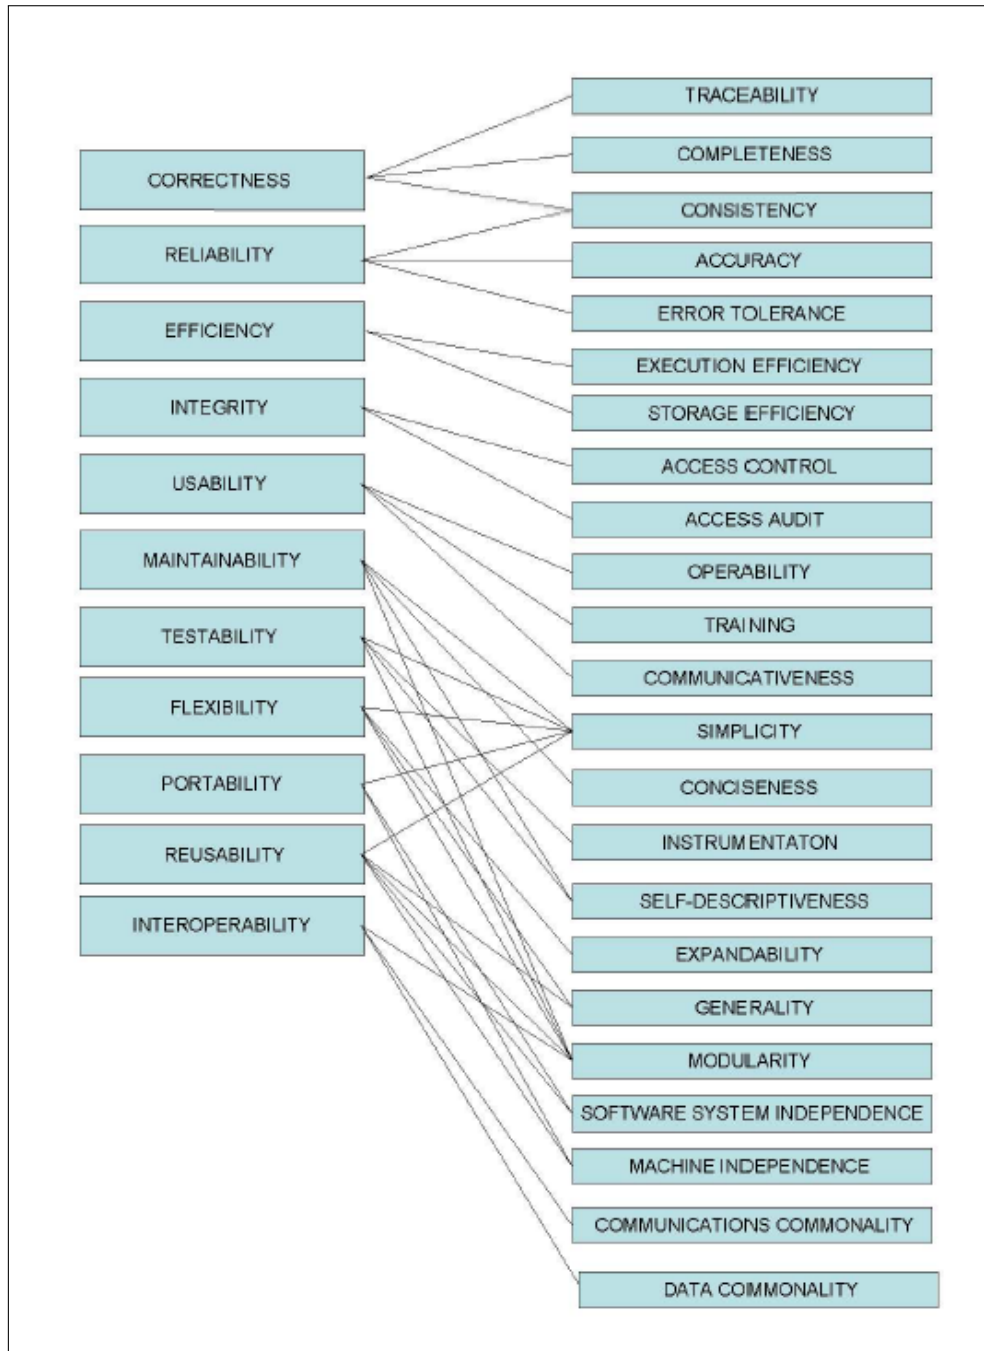 CORRECTNESS
RELIABILITY
EFFICIENCY
INTEGRITY
USABILITY
MAINTAINABILITY
TESTABILITY
FLEXIBILITY
PORTABILITY
REUSABILITY
INTEROPERABILITY
TRACEABILITY
COMPLETENESS
CONSISTENCY
ACCURACY
ERROR TOLERANCE
EXECUTION EFFICIENCY
STORAGE EFFICIENCY
ACCESS CONTROL
ACCESS AUDIT
OPERABILITY
TRAINING
COMMUNICATIVENESS
SIMPLICITY
CONCISENESS
INSTRUMENTATON
SELF-DESCRIPTIVENESS
EXPANDABILITY
GENERALITY
MODULARITY
SOFTWARE SYSTEM INDEPENDENCE
MACHINE INDEPENDENCE
COMMUNICATIONS COMMONALITY
DATA COMMONALITY